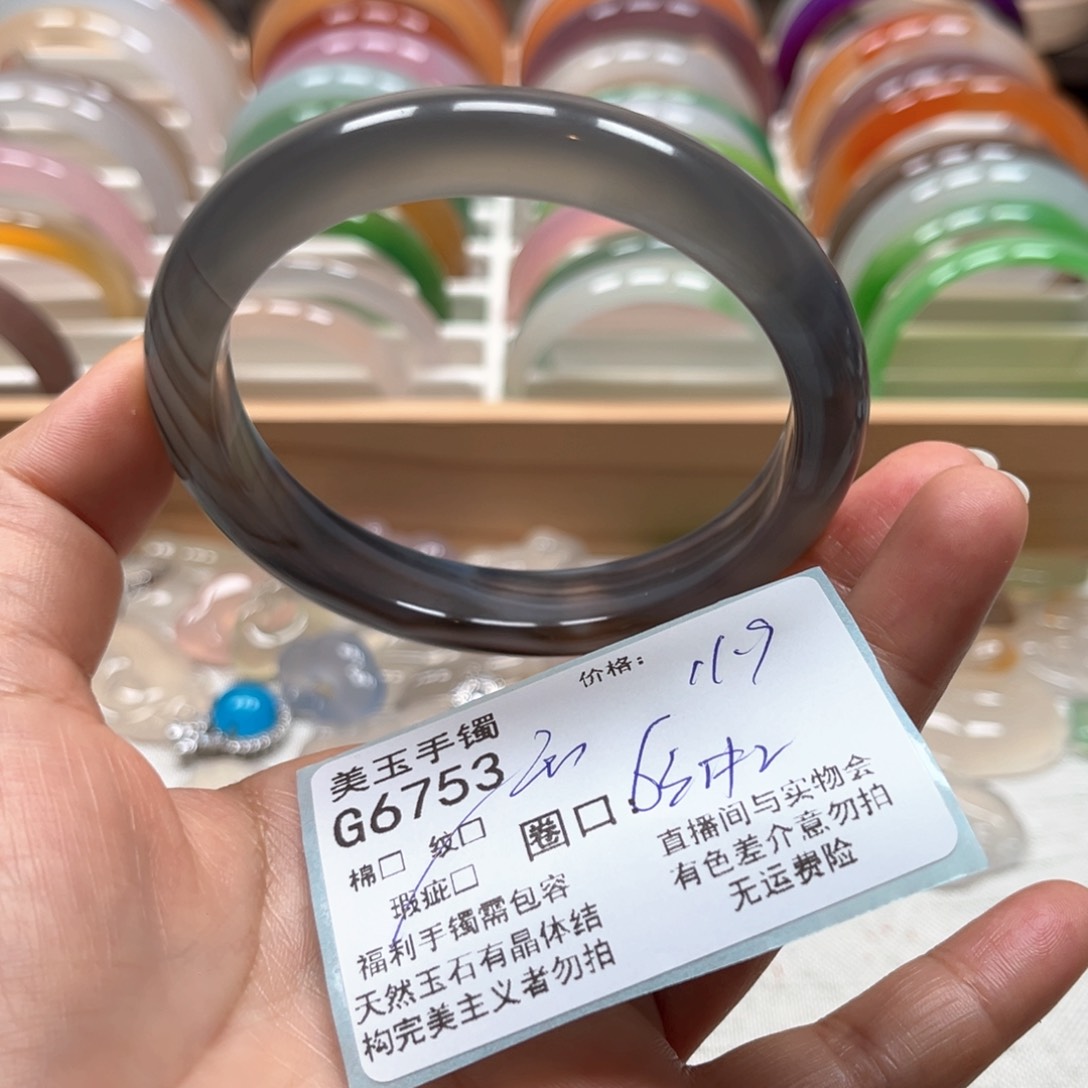 价格： 119
美玉手镯
G6753
圈口：
棉□ 纹□
瑕疵□
直播间与实物会
有色差介意勿拍
无运费险
福利手镯需包容
天然玉石有晶体结
构完美主义者勿拍